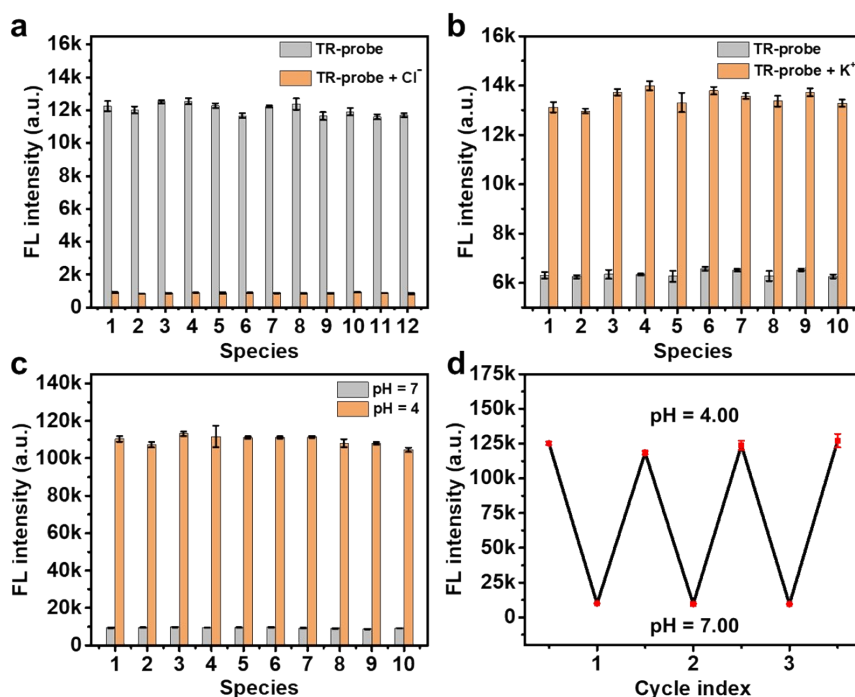 a
16k
14k
12k
10k
8k
6k
4k
2k
0
FL intensity (a.u.)
TR-probe
TR-probe + Cl⁻
1 2 3 4 5 6 7 8 9 10 11 12
Species
b
16k
14k
12k
10k
8k
6k
FL intensity (a.u.)
TR-probe
TR-probe + K⁺
1 2 3 4 5 6 7 8 9 10
Species
c
140k
120k
100k
80k
60k
40k
20k
0
FL intensity (a.u.)
pH = 7
pH = 4
1 2 3 4 5 6 7 8 9 10
Species
d
175k
150k
125k
100k
75k
50k
25k
0
FL intensity (a.u.)
pH = 4.00
pH = 7.00
1 2 3
Cycle index